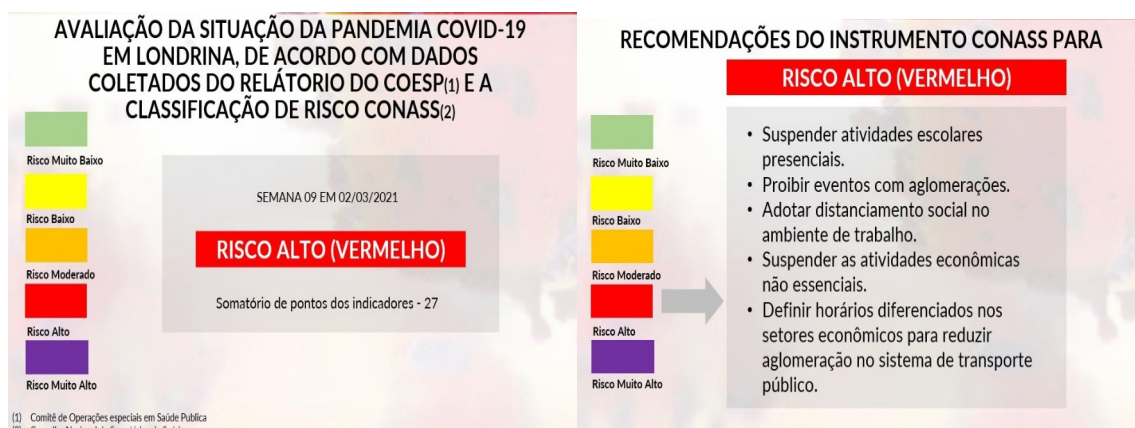 AVALIAÇÃO DA SITUAÇÃO DA PANDEMIA COVID-19
EM LONDRINA, DE ACORDO COM DADOS
COLETADOS DO RELÁTORIO DO COESP(1) E A
CLASSIFICAÇÃO DE RISCO CONASS(2)
Risco Muito Baixo
Risco Baixo
Risco Moderado
Risco Alto
Risco Muito Alto
SEMANA 09 EM 02/03/2021
RISCO ALTO (VERMELHO)
Somatório de pontos dos indicadores - 27
(1) Comitê de Operações especiais em Saúde Publica
RECOMENDAÇÕES DO INSTRUMENTO CONASS PARA
RISCO ALTO (VERMELHO)
Risco Muito Baixo
Risco Baixo
Risco Moderado
Risco Alto
Risco Muito Alto
• Suspender atividades escolares
presenciais.
• Proibir eventos com aglomerações.
• Adotar distanciamento social no
ambiente de trabalho.
• Suspender as atividades econômicas
não essenciais.
• Definir horários diferenciados nos
setores econômicos para reduzir
aglomeração no sistema de transporte
público.